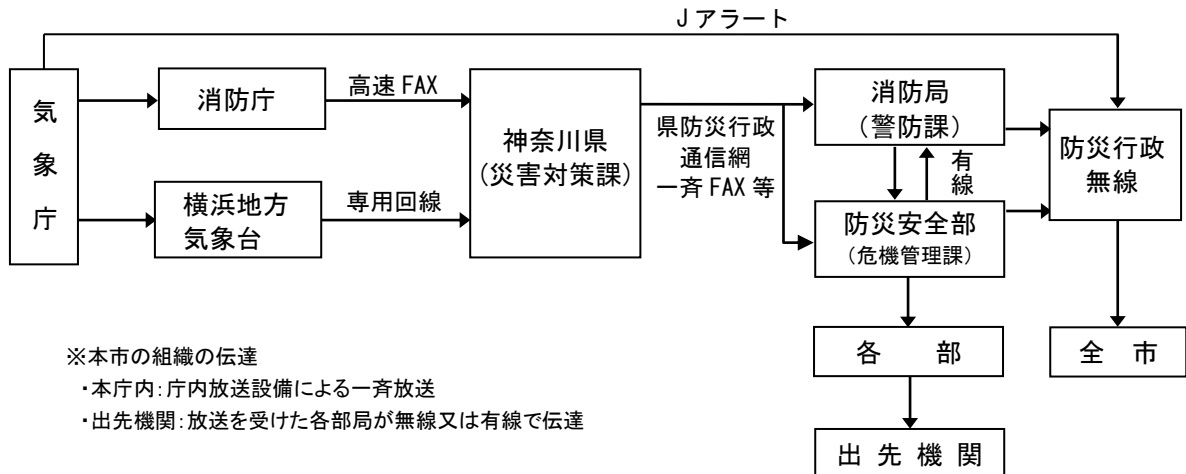 Jアラート
気象庁
消防庁
高速 FAX
横浜地方
気象台
専用回線
神奈川県
(災害対策課)
県防災行政
通信網
一斉 FAX 等
消防局
(警防課)
有線
防災安全部
(危機管理課)
防災行政
無線
各 部
全 市
出 先 機 関
※本市の組織の伝達
・本庁内:庁内放送設備による一斉放送
・出先機関:放送を受けた各部局が無線又は有線で伝達